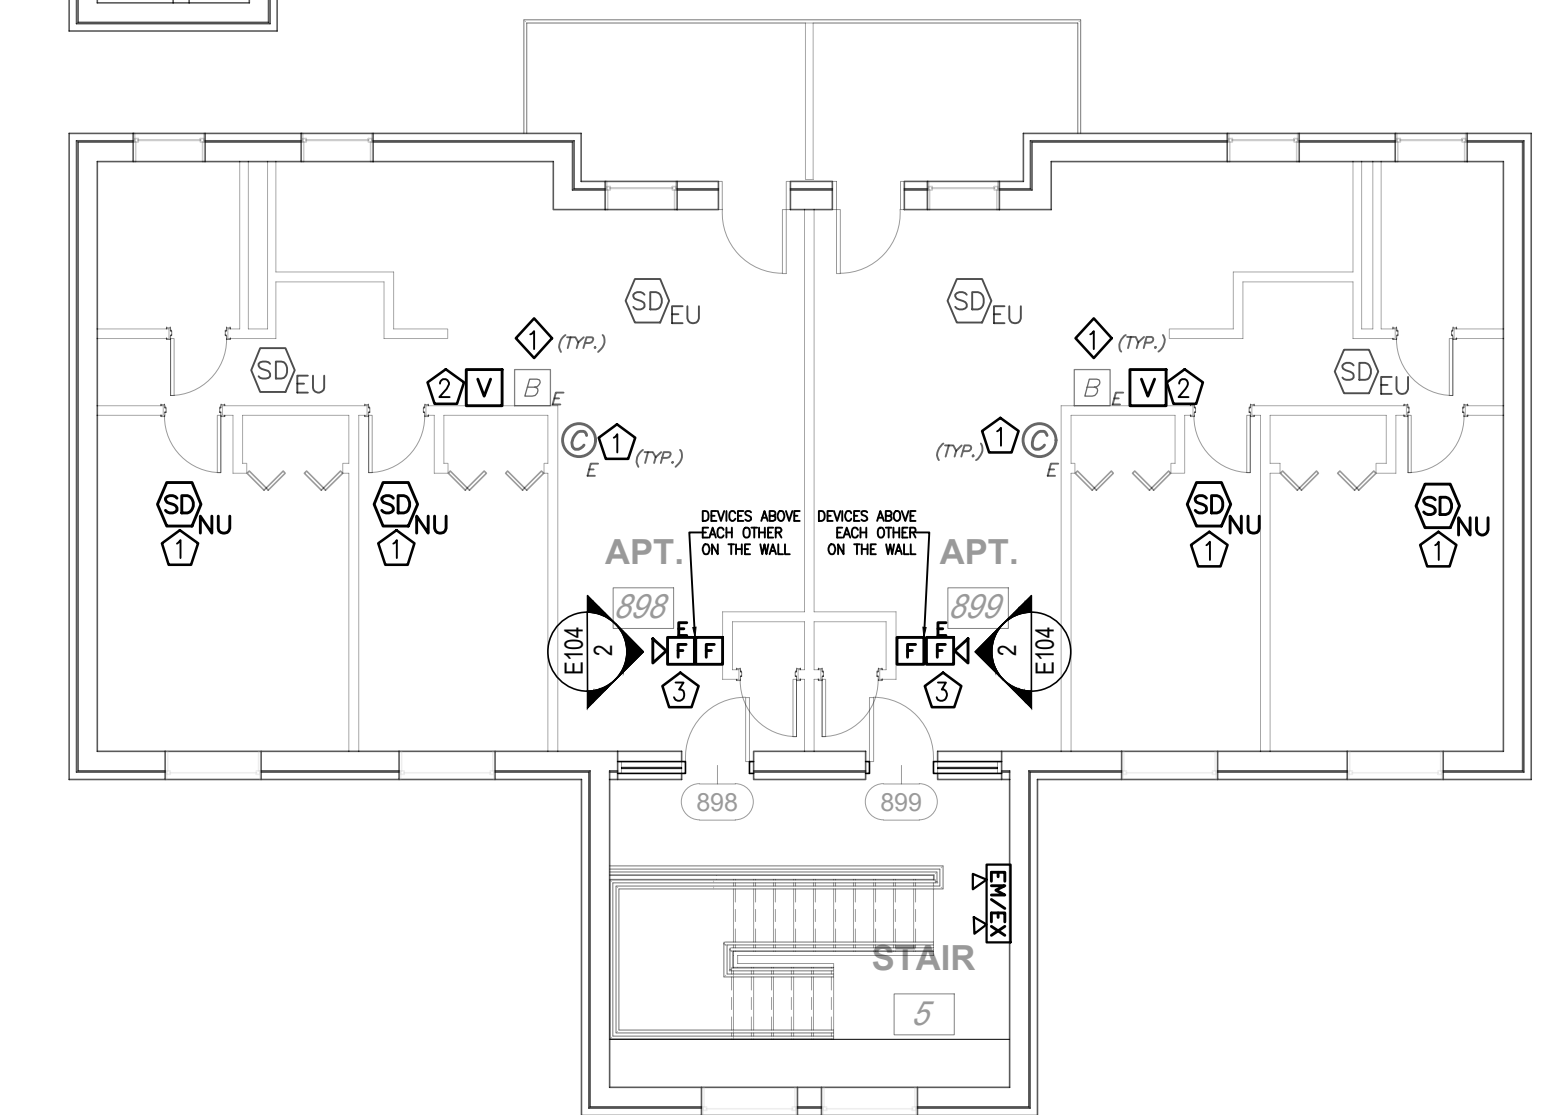 SD EU
SD EU
1 (TYP.)
1 (TYP.)
SD EU
SD EU
2 V B E
B E V 2
C E 1 (TYP.)
(TYP.) 1 C E
SD NU
1
SD NU
1
SD NU
1
SD NU
1
DEVICES ABOVE
EACH OTHER
ON THE WALL
DEVICES ABOVE
EACH OTHER
ON THE WALL
APT.
898
APT.
899
E104
2
E
F F
3
E
F F
3
2
E104
898
899
EM/EX
STAIR
5